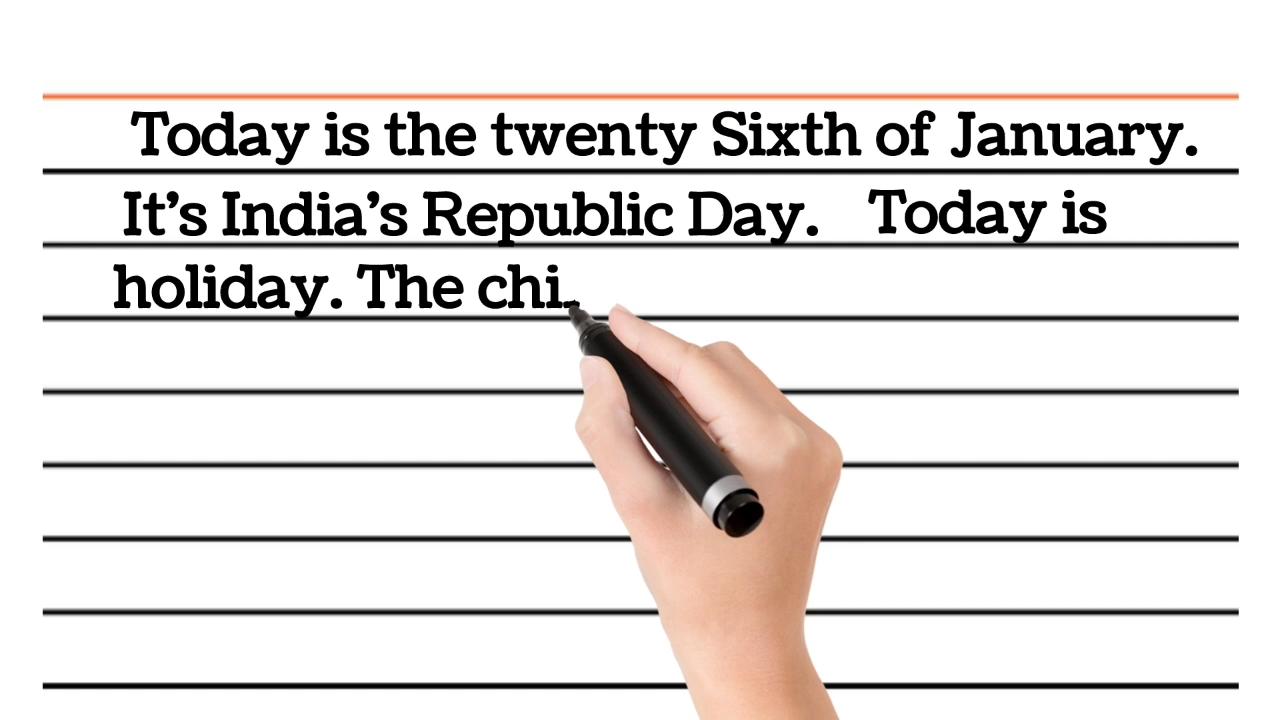 Today is the twenty Sixth of January.
It's India's Republic Day. Today is
holiday. The chi